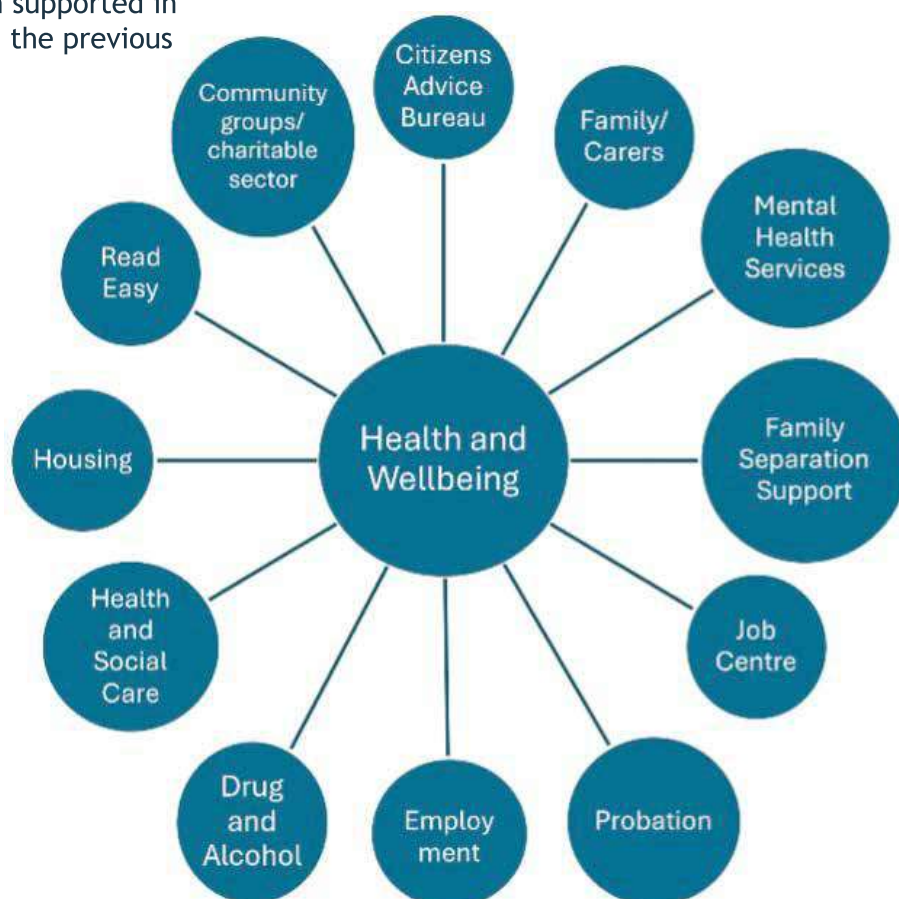 supported in
the previous
Citizens
Advice
Bureau
Family/
Carers
Mental
Health
Services
Family
Separation
Support
Job
Centre
Probation
Employ
ment
Drug
and
Alcohol
Health
and
Social
Care
Housing
Read
Easy
Community
groups/
charitable
sector
Health and
Wellbeing